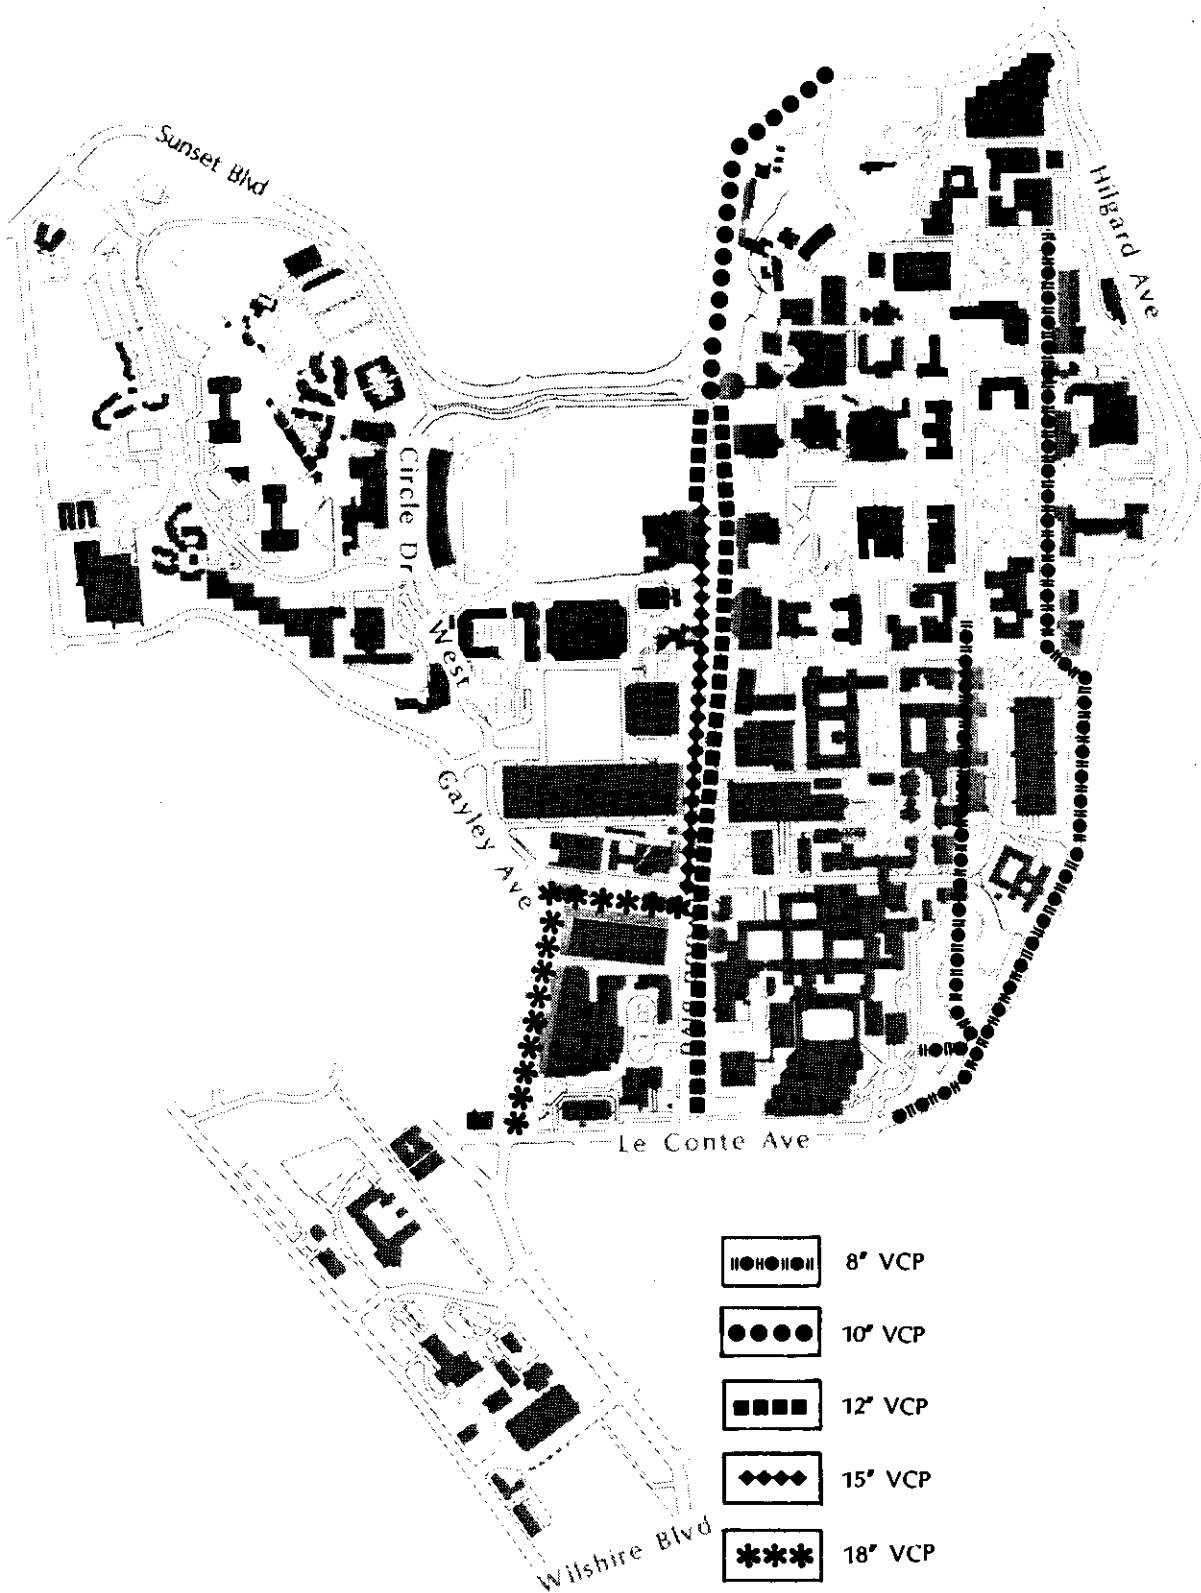 Sunset Blvd
Hilgard Ave
Circle Dr
West
Gayley Ave
Le Conte Ave
Wilshire Blvd
8" VCP
10" VCP
12" VCP
15" VCP
18" VCP